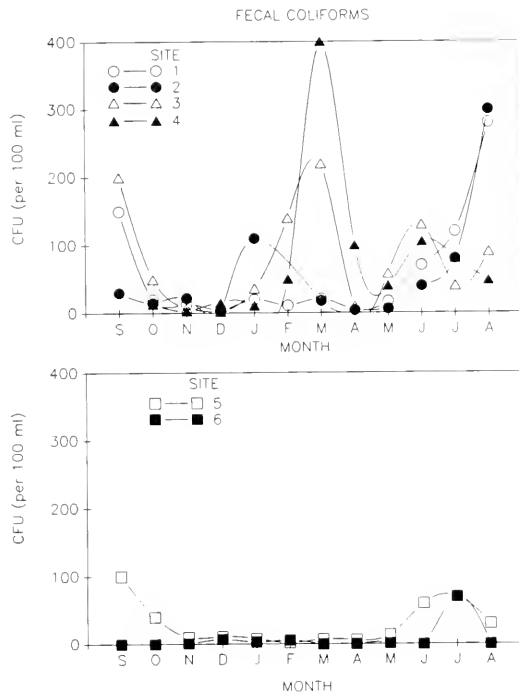 FECAL COLIFORMS
CFU (per 100 ml)
400
300
200
100
0
SITE
1
2
3
4
S O N D J F M A M J J A
MONTH
CFU (per 100 ml)
400
300
200
100
0
SITE
5
6
S O N D J F M A M J J A
MONTH